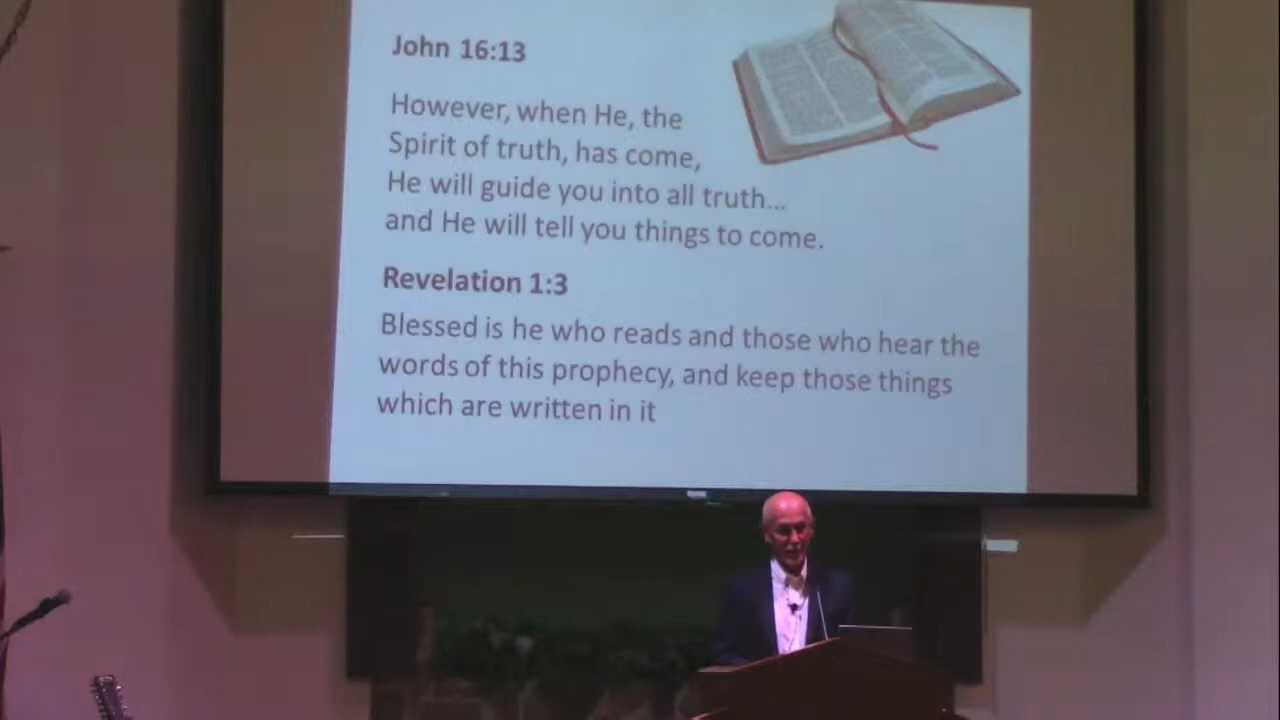 John 16:13
However, when He, the
Spirit of truth, has come,
He will guide you into all truth...
and He will tell you things to come.
Revelation 1:3
Blessed is he who reads and those who hear the
words of this prophecy, and keep those things
which are written in it